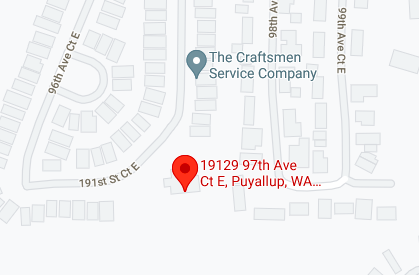 96th Ave Ct E
98th Ave Ct E
99th Ave Ct E
The Craftsmen
Service Company
19129 97th Ave
Ct E, Puyallup, WA...
191st St Ct E